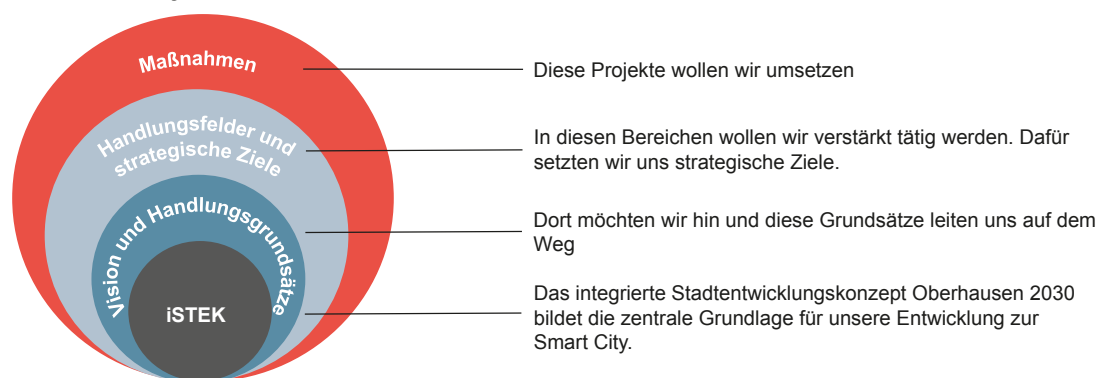 Maßnahmen
Diese Projekte wollen wir umsetzen
Handlungsfelder und
strategische Ziele
In diesen Bereichen wollen wir verstärkt tätig werden. Dafür
setzten wir uns strategische Ziele.
Vision und Handlungsgrundsätze
Dort möchten wir hin und diese Grundsätze leiten uns auf dem
Weg
iSTEK
Das integrierte Stadtentwicklungskonzept Oberhausen 2030
bildet die zentrale Grundlage für unsere Entwicklung zur
Smart City.